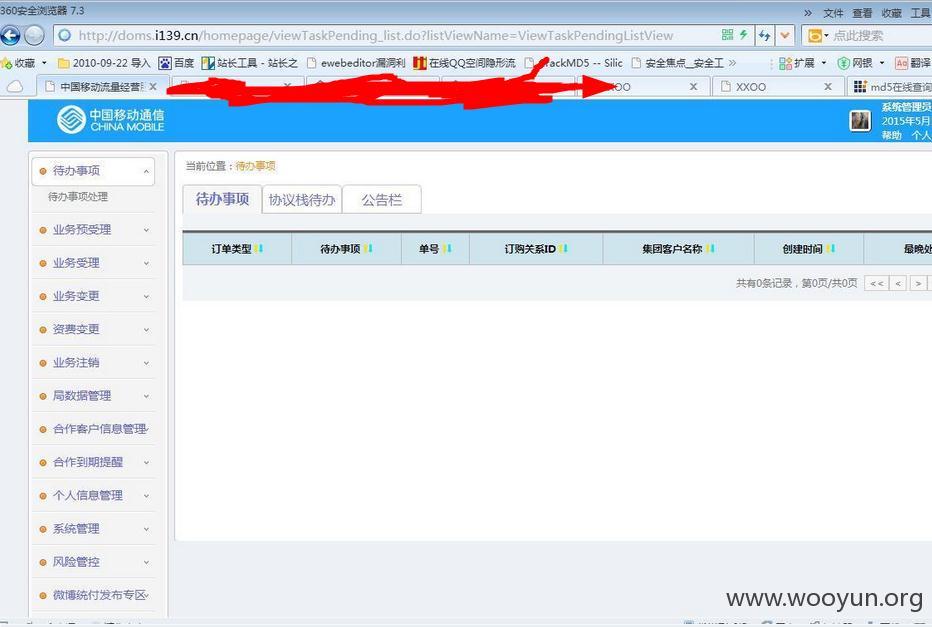 360安全浏览器 7.3
» 文件 查看 收藏 工具
http://doms.i139.cn/homepage/viewTaskPending_list.do?listViewName=ViewTaskPendingListView
点此搜索
收藏 2010-09-22 导入 百度 站长工具 - 站长之 ewebeditor漏洞利 在线QQ空间隐形流 rackMD5 -- Silic 安全焦点_安全工 » 扩展 网银 翻译
中国移动流量经营 × OO × XXOO × md5在线查询
中国移动通信
CHINA MOBILE
系统管理员
2015年5月
帮助 个人
待办事项
待办事项处理
业务预受理
业务受理
业务变更
资费变更
业务注销
局数据管理
合作客户信息管理
合作到期提醒
个人信息管理
系统管理
风险管控
微博统付发布专区
当前位置：待办事项
待办事项 协议栈待办 公告栏
订单类型 待办事项 单号 订购关系ID 集团客户名称 创建时间 最晚处
共有0条记录，第0页/共0页 << < >
www.wooyun.org